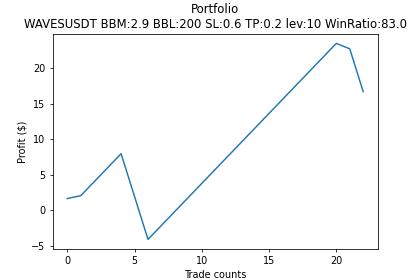 Portfolio
WAVESUSDT BBM:2.9 BBL:200 SL:0.6 TP:0.2 lev:10 WinRatio:83.0
Profit ($)
20
15
10
5
0
−5
0
5
10
15
20
Trade counts